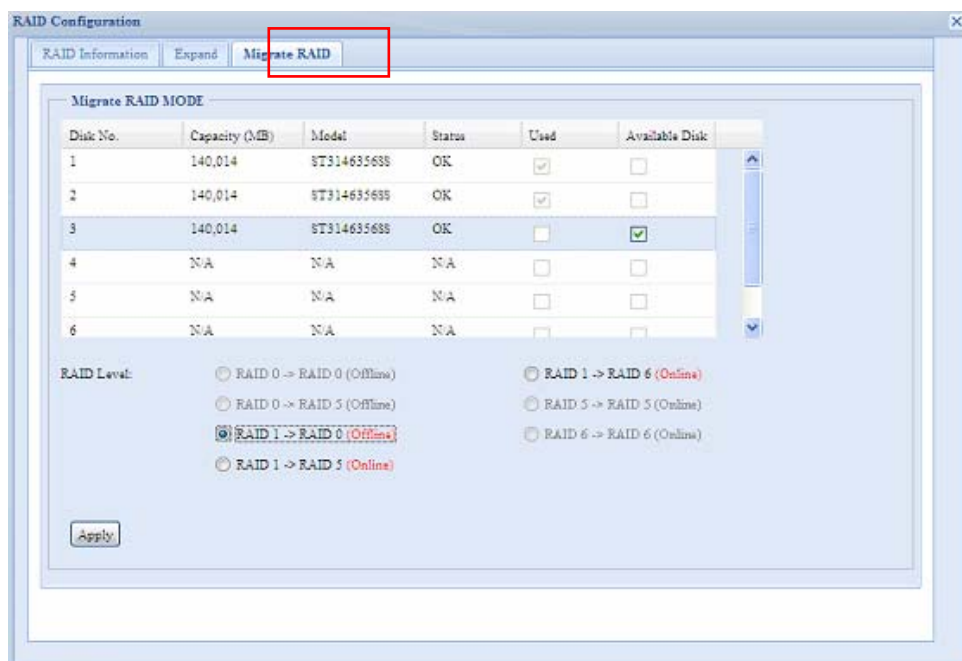 RAID Configuration
RAID Information Expand Migrate RAID
Migrate RAID MODE
Disk No. Capacity (MB) Model Status Used Available Disk
1 140,014 ST3146356SS OK
2 140,014 ST3146356SS OK
3 140,014 ST3146356SS OK
4 N/A N/A N/A
5 N/A N/A N/A
6 N/A N/A N/A
RAID Level: RAID 0 -> RAID 0 (Offline) RAID 1 -> RAID 6 (Online)
RAID 0 -> RAID 5 (Offline) RAID 5 -> RAID 5 (Online)
RAID 1 -> RAID 0 (Offline) RAID 6 -> RAID 6 (Online)
RAID 1 -> RAID 5 (Online)
Apply